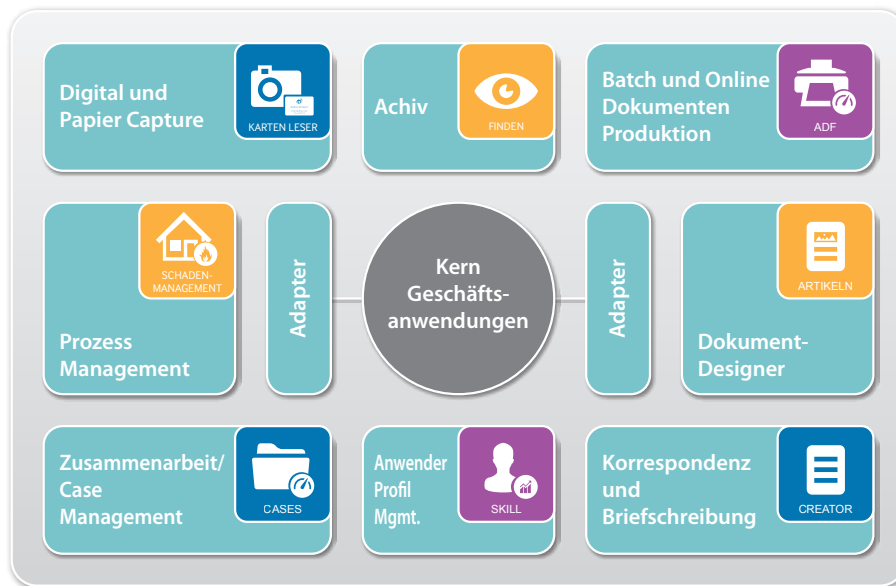 Digital und
Papier Capture
KARTEN LESER
Achiv
FINDEN
Batch und Online
Dokumenten
Produktion
ADF
SCHADEN-
MANAGEMENT
Prozess
Management
Adapter
Kern
Geschäfts-
anwendungen
Adapter
ARTIKELN
Dokument-
Designer
Zusammenarbeit/
Case
Management
CASES
Anwender
Profil
Mgmt.
SKILL
Korrespondenz
und
Briefschreibung
CREATOR